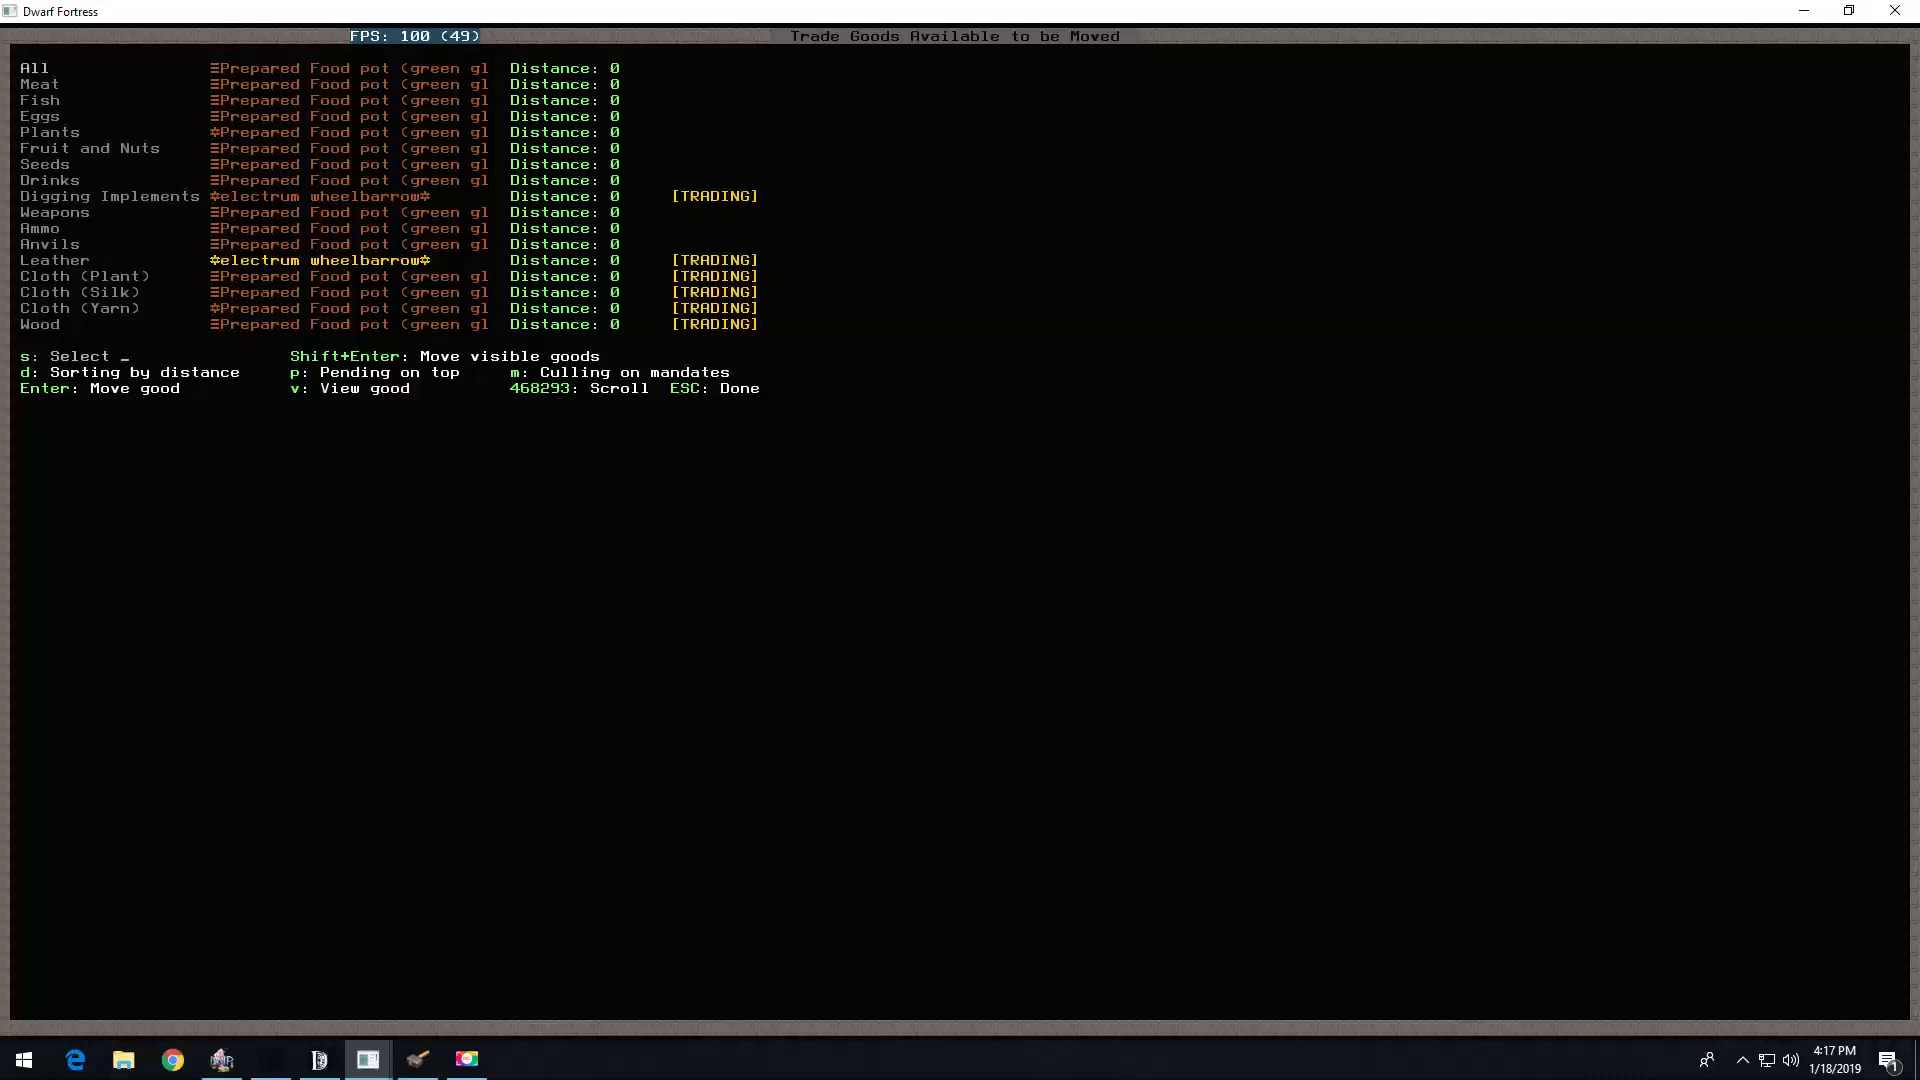 Dwarf Fortress
FPS: 100 (49) Trade Goods Available to be Moved
All ≡Prepared Food pot (green gl Distance: 0
Meat ≡Prepared Food pot (green gl Distance: 0
Fish ≡Prepared Food pot (green gl Distance: 0
Eggs ≡Prepared Food pot (green gl Distance: 0
Plants ☼Prepared Food pot (green gl Distance: 0
Fruit and Nuts ≡Prepared Food pot (green gl Distance: 0
Seeds ≡Prepared Food pot (green gl Distance: 0
Drinks ≡Prepared Food pot (green gl Distance: 0
Digging Implements ☼electrum wheelbarrow☼ Distance: 0 [TRADING]
Weapons ≡Prepared Food pot (green gl Distance: 0
Ammo ≡Prepared Food pot (green gl Distance: 0
Anvils ≡Prepared Food pot (green gl Distance: 0
Leather ☼electrum wheelbarrow☼ Distance: 0 [TRADING]
Cloth (Plant) ≡Prepared Food pot (green gl Distance: 0 [TRADING]
Cloth (Silk) ≡Prepared Food pot (green gl Distance: 0 [TRADING]
Cloth (Yarn) ☼Prepared Food pot (green gl Distance: 0 [TRADING]
Wood ≡Prepared Food pot (green gl Distance: 0 [TRADING]
s: Select _ Shift+Enter: Move visible goods
d: Sorting by distance p: Pending on top m: Culling on mandates
Enter: Move good v: View good 468293: Scroll ESC: Done
4:17 PM
1/18/2019
1